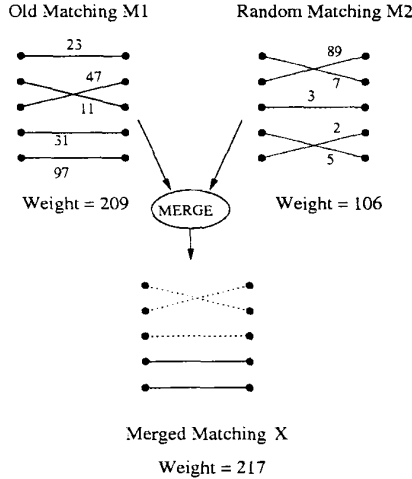 Old Matching M1
Random Matching M2
23
47
11
31
97
89
7
3
2
5
Weight = 209
Weight = 106
MERGE
Merged Matching X
Weight = 217